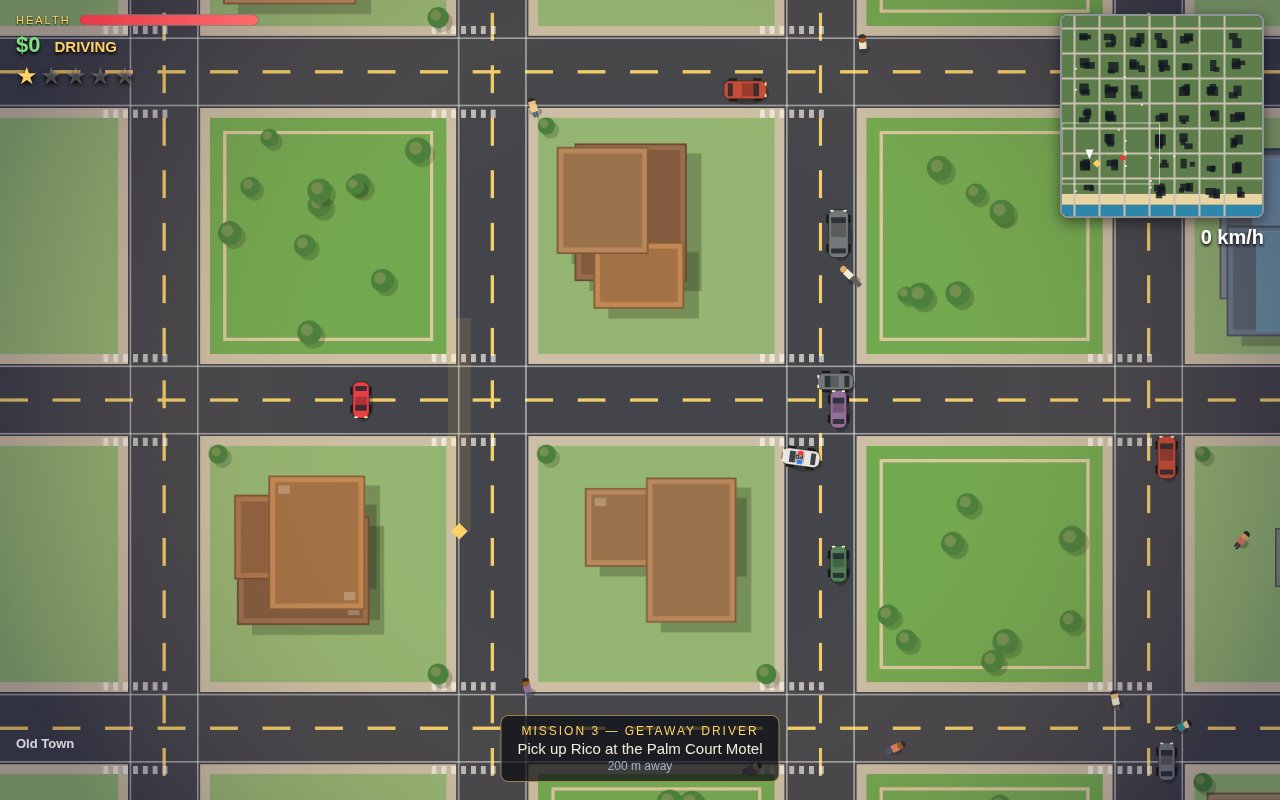 HEALTH
$0 DRIVING
0 km/h
MISSION 3 — GETAWAY DRIVER
Pick up Rico at the Palm Court Motel
200 m away
Old Town